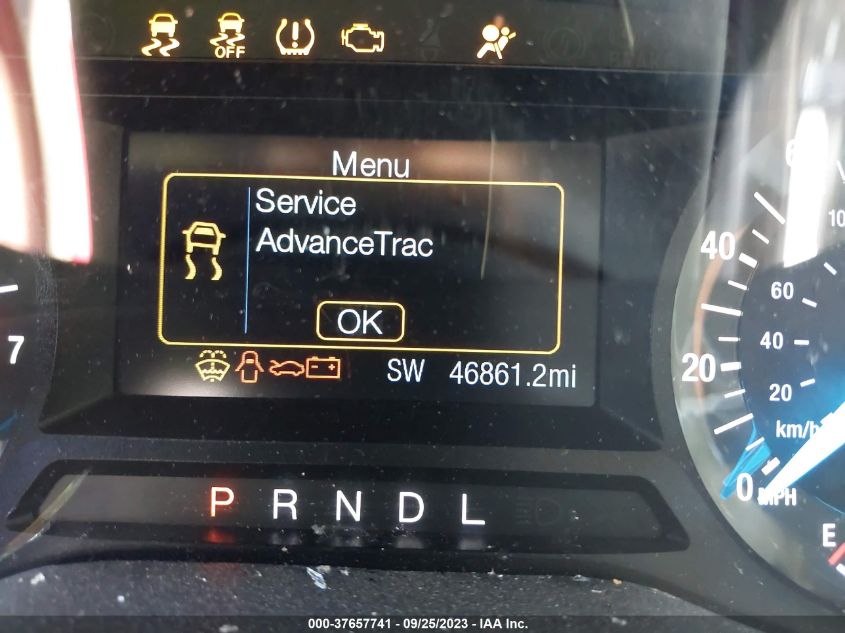 OFF
Menu
Service
AdvanceTrac
OK
SW 46861.2mi
P R N D L
7
40
20
0
MPH
10
60
40
20
km/h
E
000-37657741 - 09/25/2023 - IAA Inc.